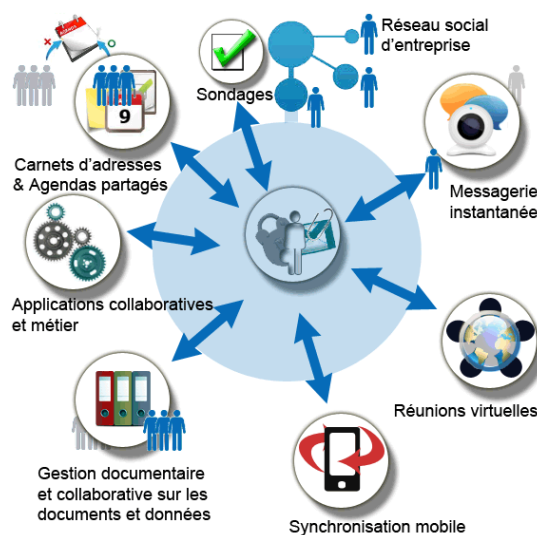 Réseau social
d'entreprise
Sondages
9
Carnets d'adresses
& Agendas partagés
Messagerie
instantanée
Applications collaboratives
et métier
Réunions virtuelles
Gestion documentaire
et collaborative sur les
documents et données
Synchronisation mobile